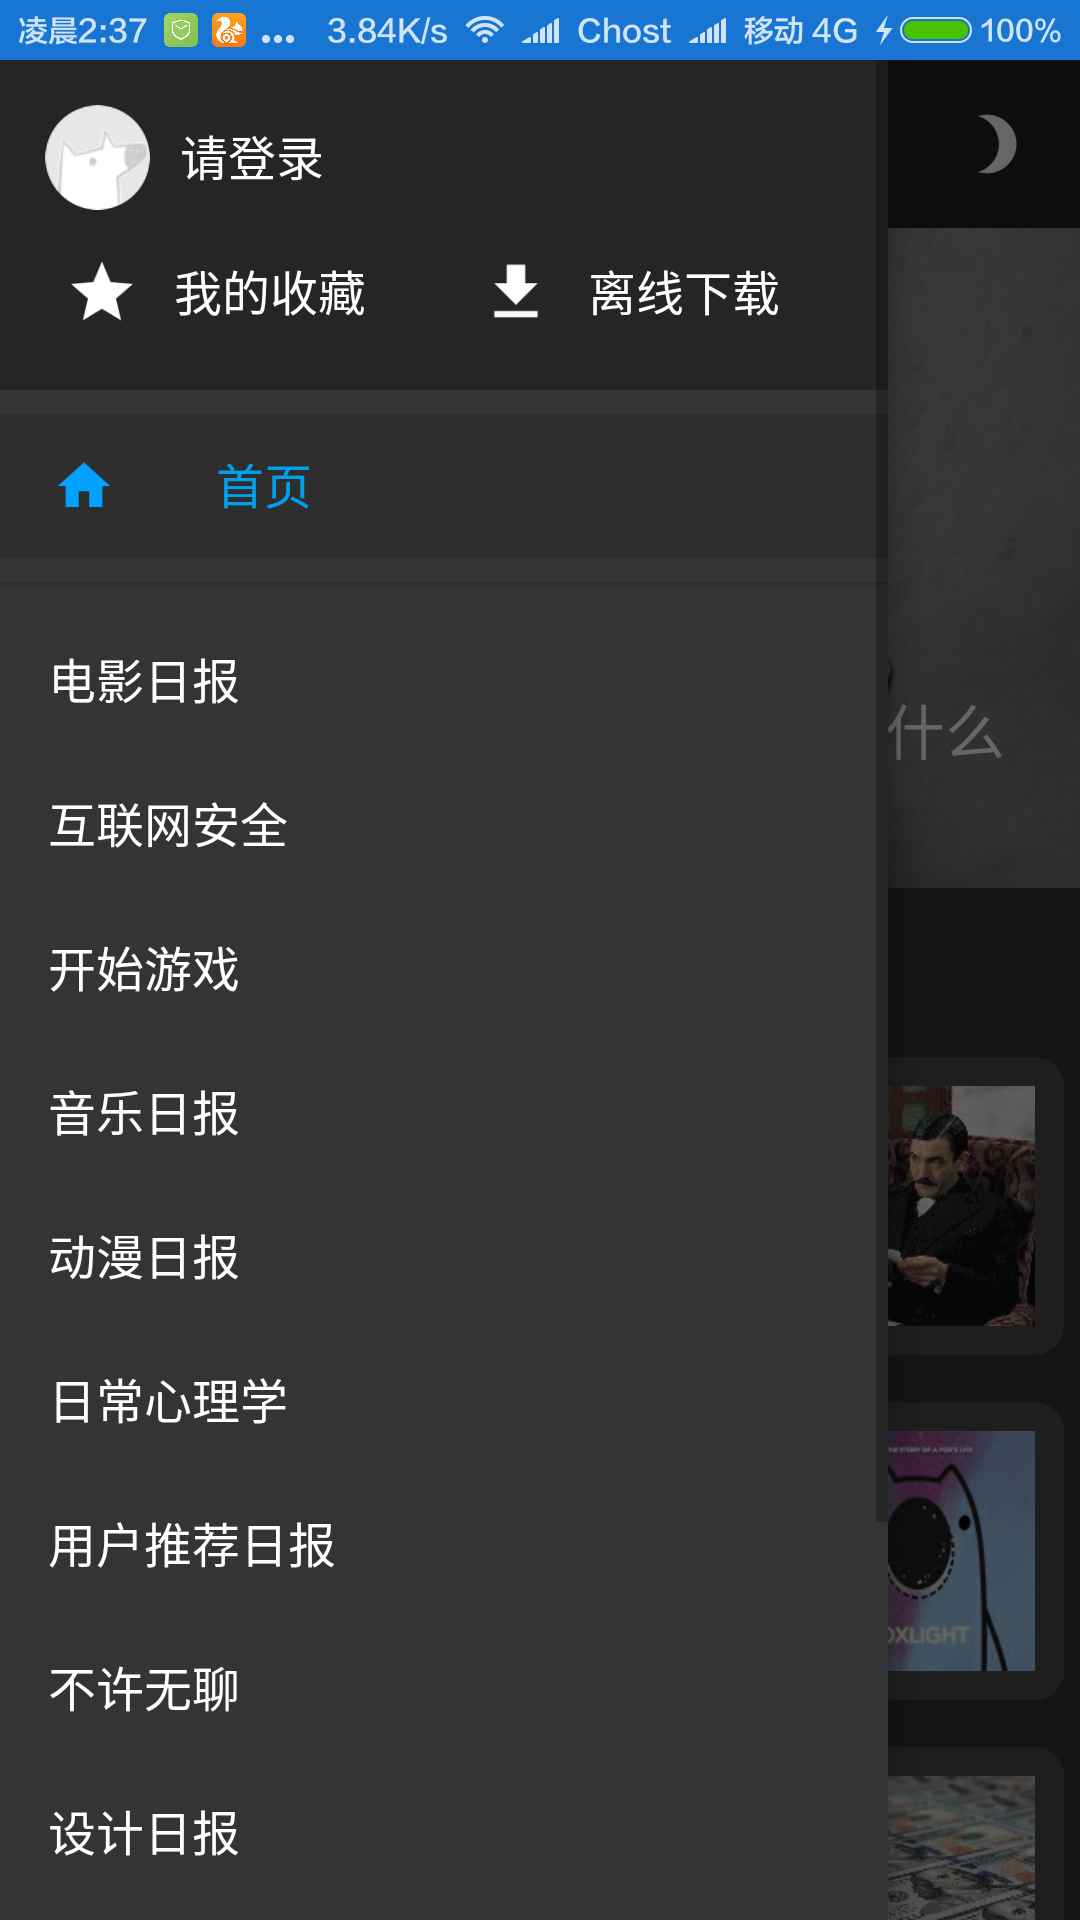 凌晨2:37 ... 3.84K/s Chost 移动 4G 100%
请登录
我的收藏 离线下载
首页
电影日报
什么
互联网安全
开始游戏
音乐日报
动漫日报
日常心理学
用户推荐日报
不许无聊
OXLIGHT
设计日报